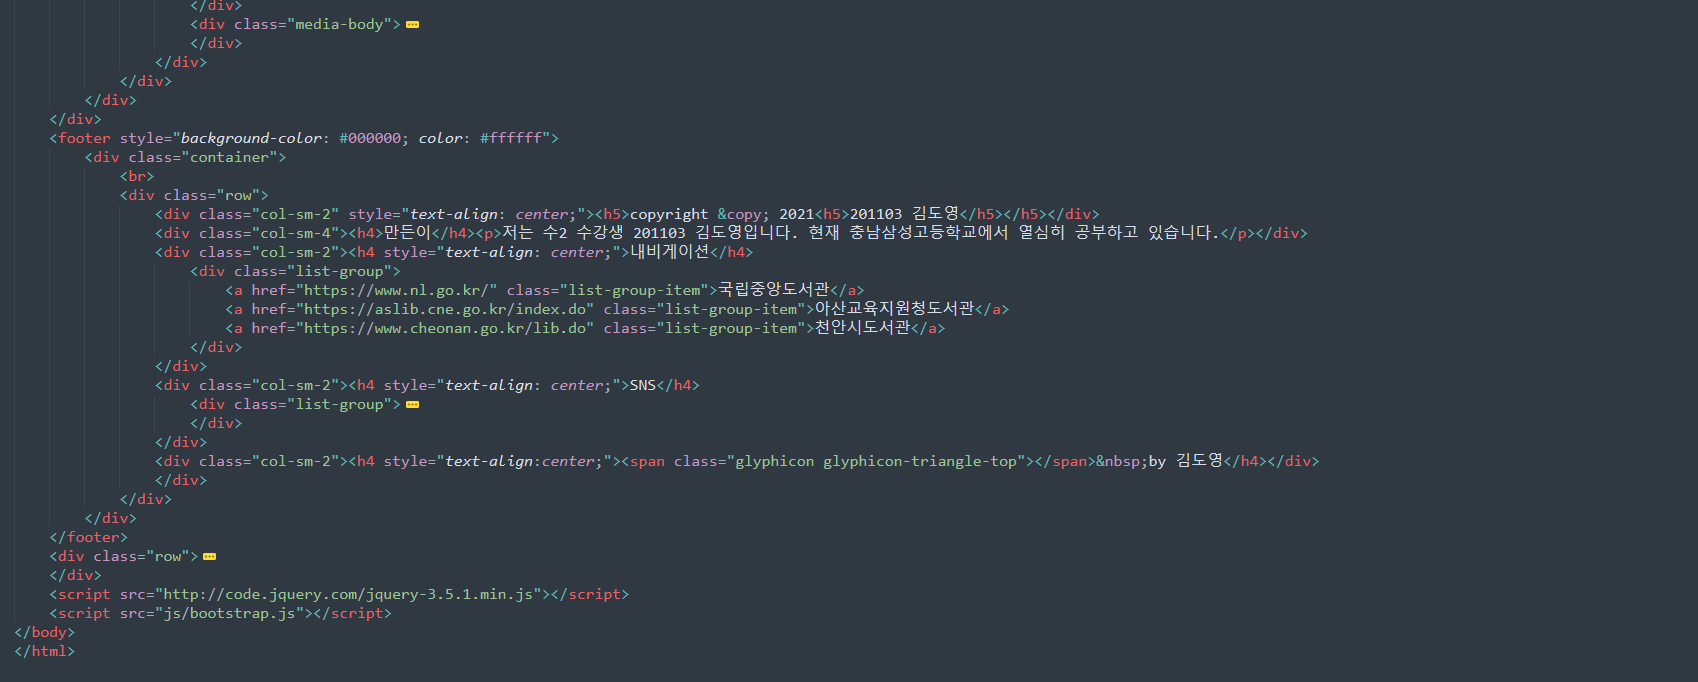 </div>
<div class="media-body">
</div>
</div>
</div>
</div>
</div>
<footer style="background-color: #000000; color: #ffffff">
<div class="container">
<br>
<div class="row">
<div class="col-sm-2" style="text-align: center;"><h5>copyright &copy; 2021<h5>201103 김도영</h5></h5></div>
<div class="col-sm-4"><h4>만든이</h4><p>저는 수2 수강생 201103 김도영입니다. 현재 충남삼성고등학교에서 열심히 공부하고 있습니다.</p></div>
<div class="col-sm-2"><h4 style="text-align: center;">내비게이션</h4>
<div class="list-group">
<a href="https://www.nl.go.kr/" class="list-group-item">국립중앙도서관</a>
<a href="https://aslib.cne.go.kr/index.do" class="list-group-item">아산교육지원청도서관</a>
<a href="https://www.cheonan.go.kr/lib.do" class="list-group-item">천안시도서관</a>
</div>
</div>
<div class="col-sm-2"><h4 style="text-align: center;">SNS</h4>
<div class="list-group">
</div>
</div>
<div class="col-sm-2"><h4 style="text-align:center;"><span class="glyphicon glyphicon-triangle-top"></span>&nbsp;by 김도영</h4></div>
</div>
</div>
</div>
</footer>
<div class="row">
</div>
<script src="http://code.jquery.com/jquery-3.5.1.min.js"></script>
<script src="js/bootstrap.js"></script>
</body>
</html>